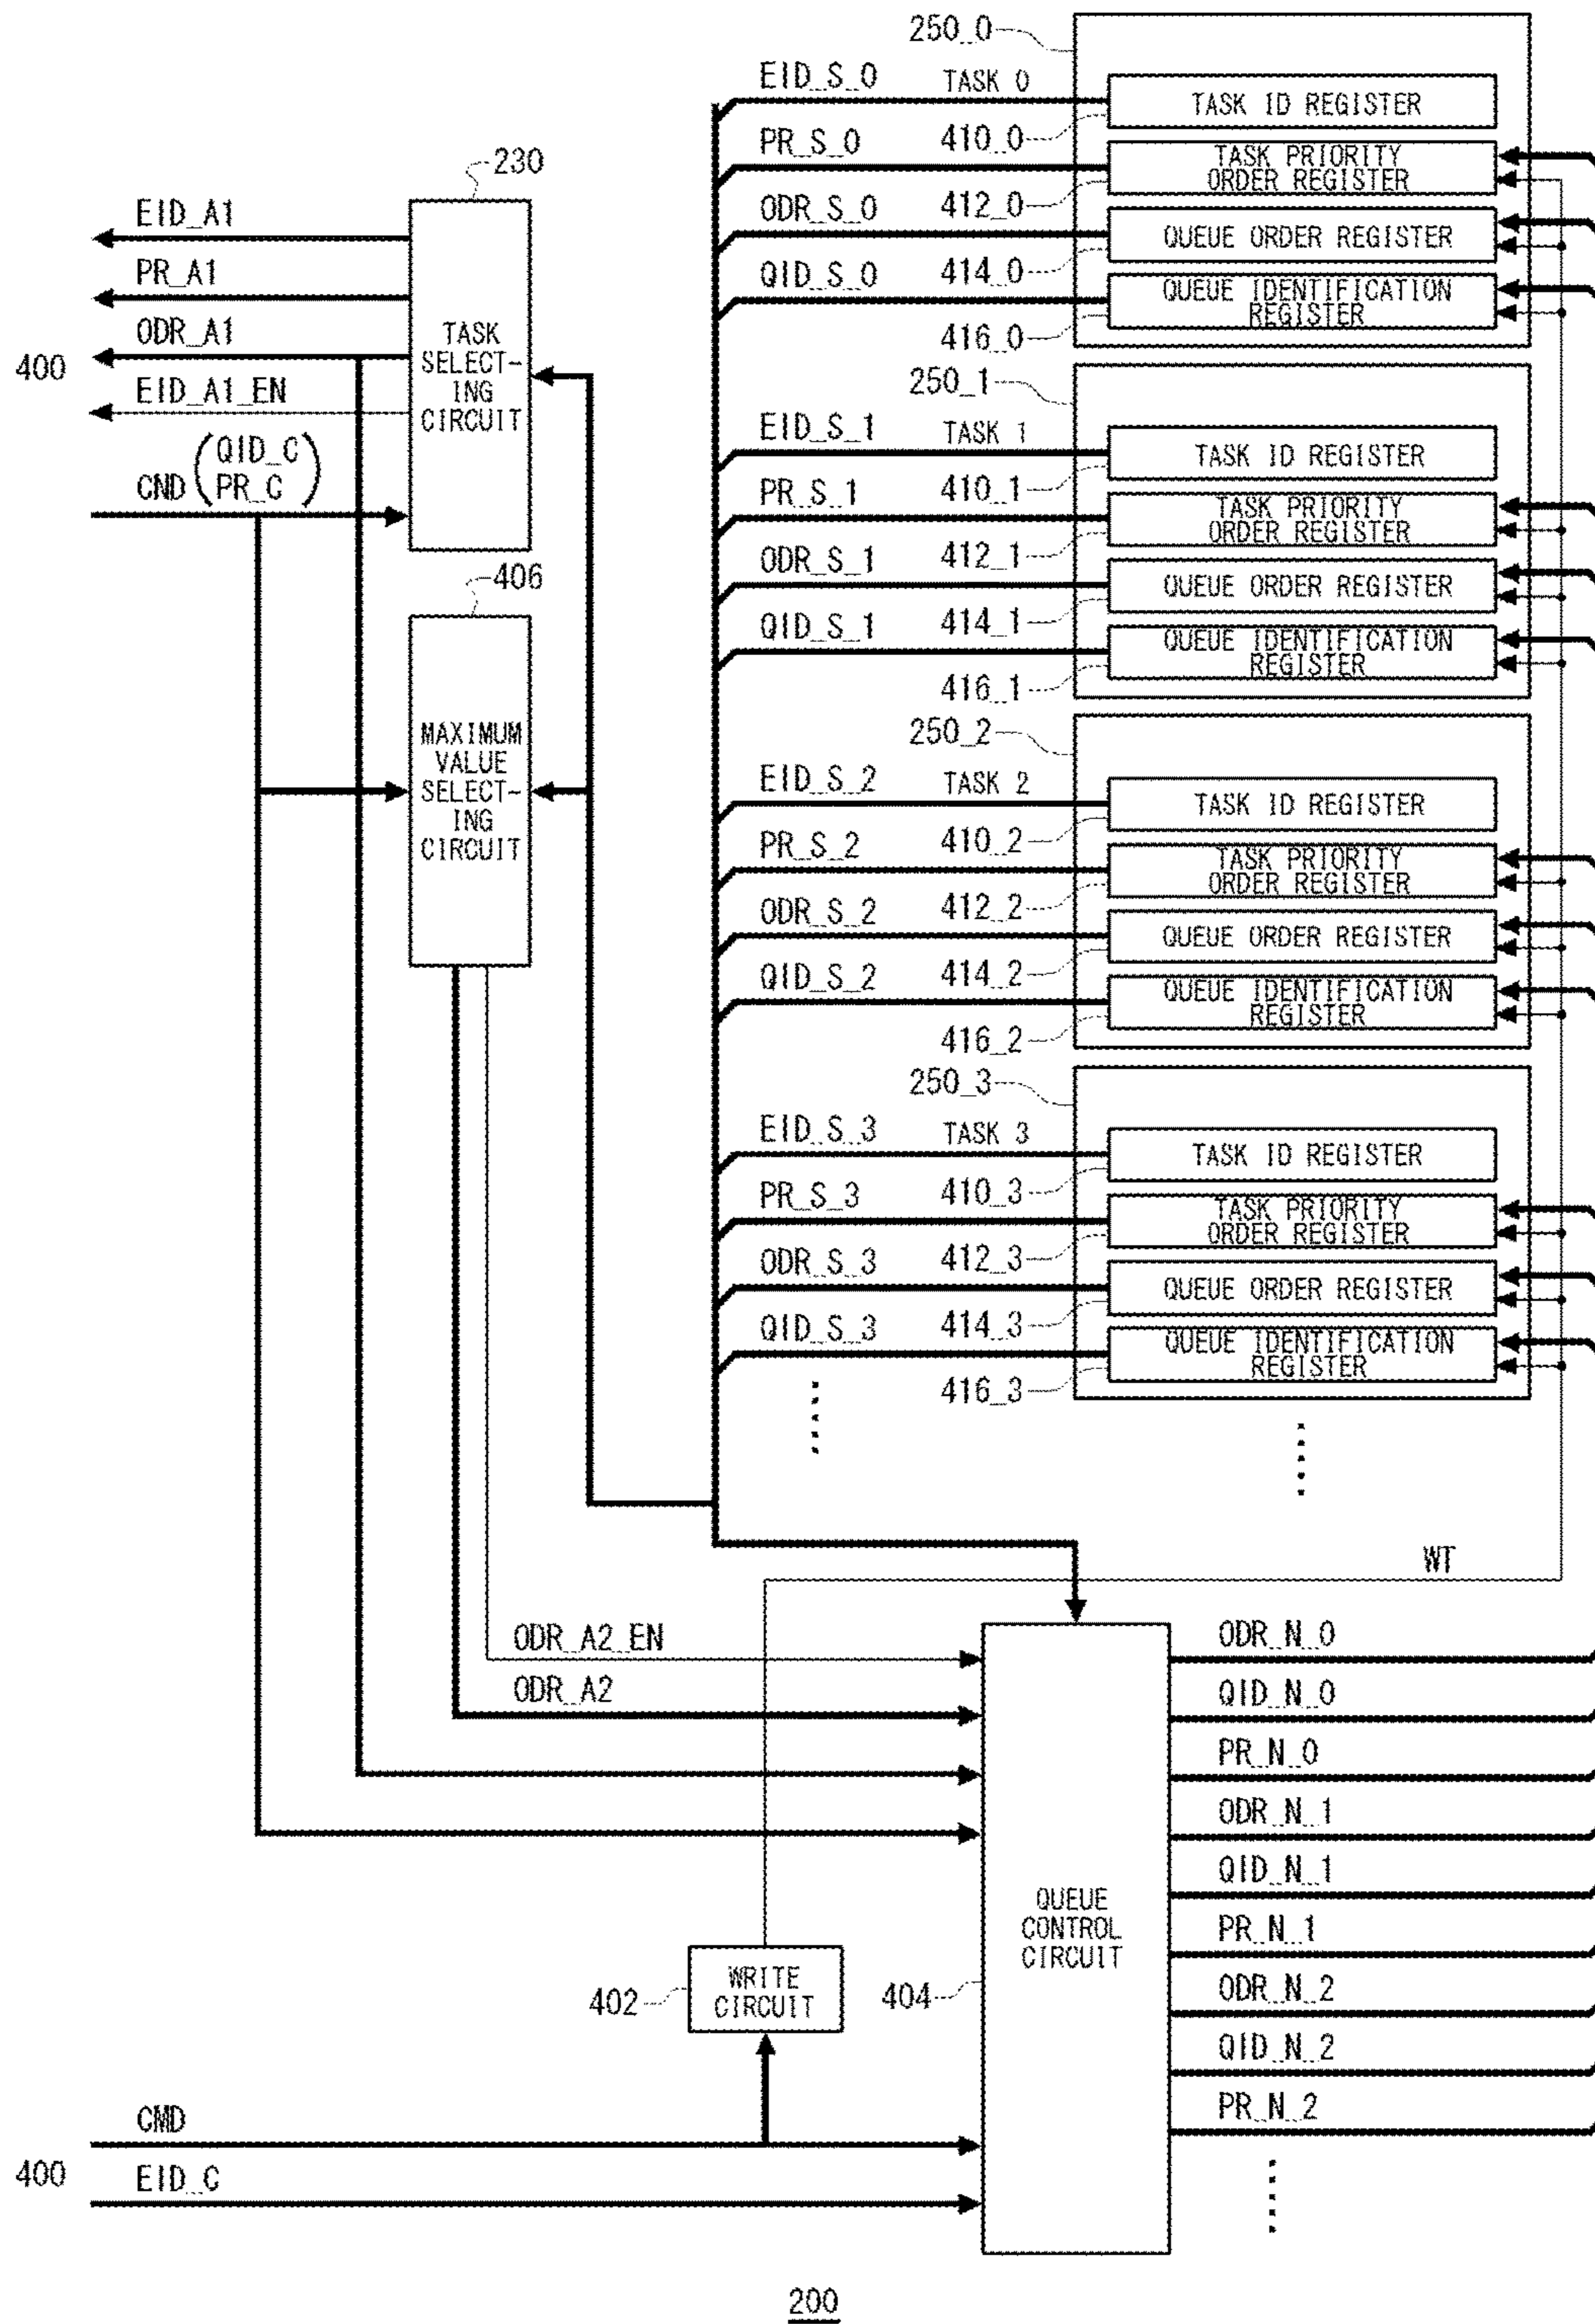 250_0
EID_S_0
TASK 0
TASK ID REGISTER
410_0
PR_S_0
TASK PRIORITY
ORDER REGISTER
412_0
ODR_S_0
QUEUE ORDER REGISTER
414_0
QID_S_0
QUEUE IDENTIFICATION
REGISTER
416_0
230
EID_A1
PR_A1
ODR_A1
400
EID_A1_EN
CND (QID_C
PR_C)
TASK
SELECT-
ING
CIRCUIT
250_1
EID_S_1
TASK 1
TASK ID REGISTER
410_1
PR_S_1
TASK PRIORITY
ORDER REGISTER
412_1
ODR_S_1
QUEUE ORDER REGISTER
414_1
QID_S_1
QUEUE IDENTIFICATION
REGISTER
416_1
406
MAXIMUM
VALUE
SELECT-
ING
CIRCUIT
250_2
EID_S_2
TASK 2
TASK ID REGISTER
410_2
PR_S_2
TASK PRIORITY
ORDER REGISTER
412_2
ODR_S_2
QUEUE ORDER REGISTER
414_2
QID_S_2
QUEUE IDENTIFICATION
REGISTER
416_2
250_3
EID_S_3
TASK 3
TASK ID REGISTER
410_3
PR_S_3
TASK PRIORITY
ORDER REGISTER
412_3
ODR_S_3
QUEUE ORDER REGISTER
414_3
QID_S_3
QUEUE IDENTIFICATION
REGISTER
416_3
WT
ODR_A2_EN
ODR_A2
QUEUE
CONTROL
CIRCUIT
404
ODR_N_0
QID_N_0
PR_N_0
ODR_N_1
QID_N_1
PR_N_1
ODR_N_2
QID_N_2
PR_N_2
WRITE
CIRCUIT
402
CMD
400
EID_C
200